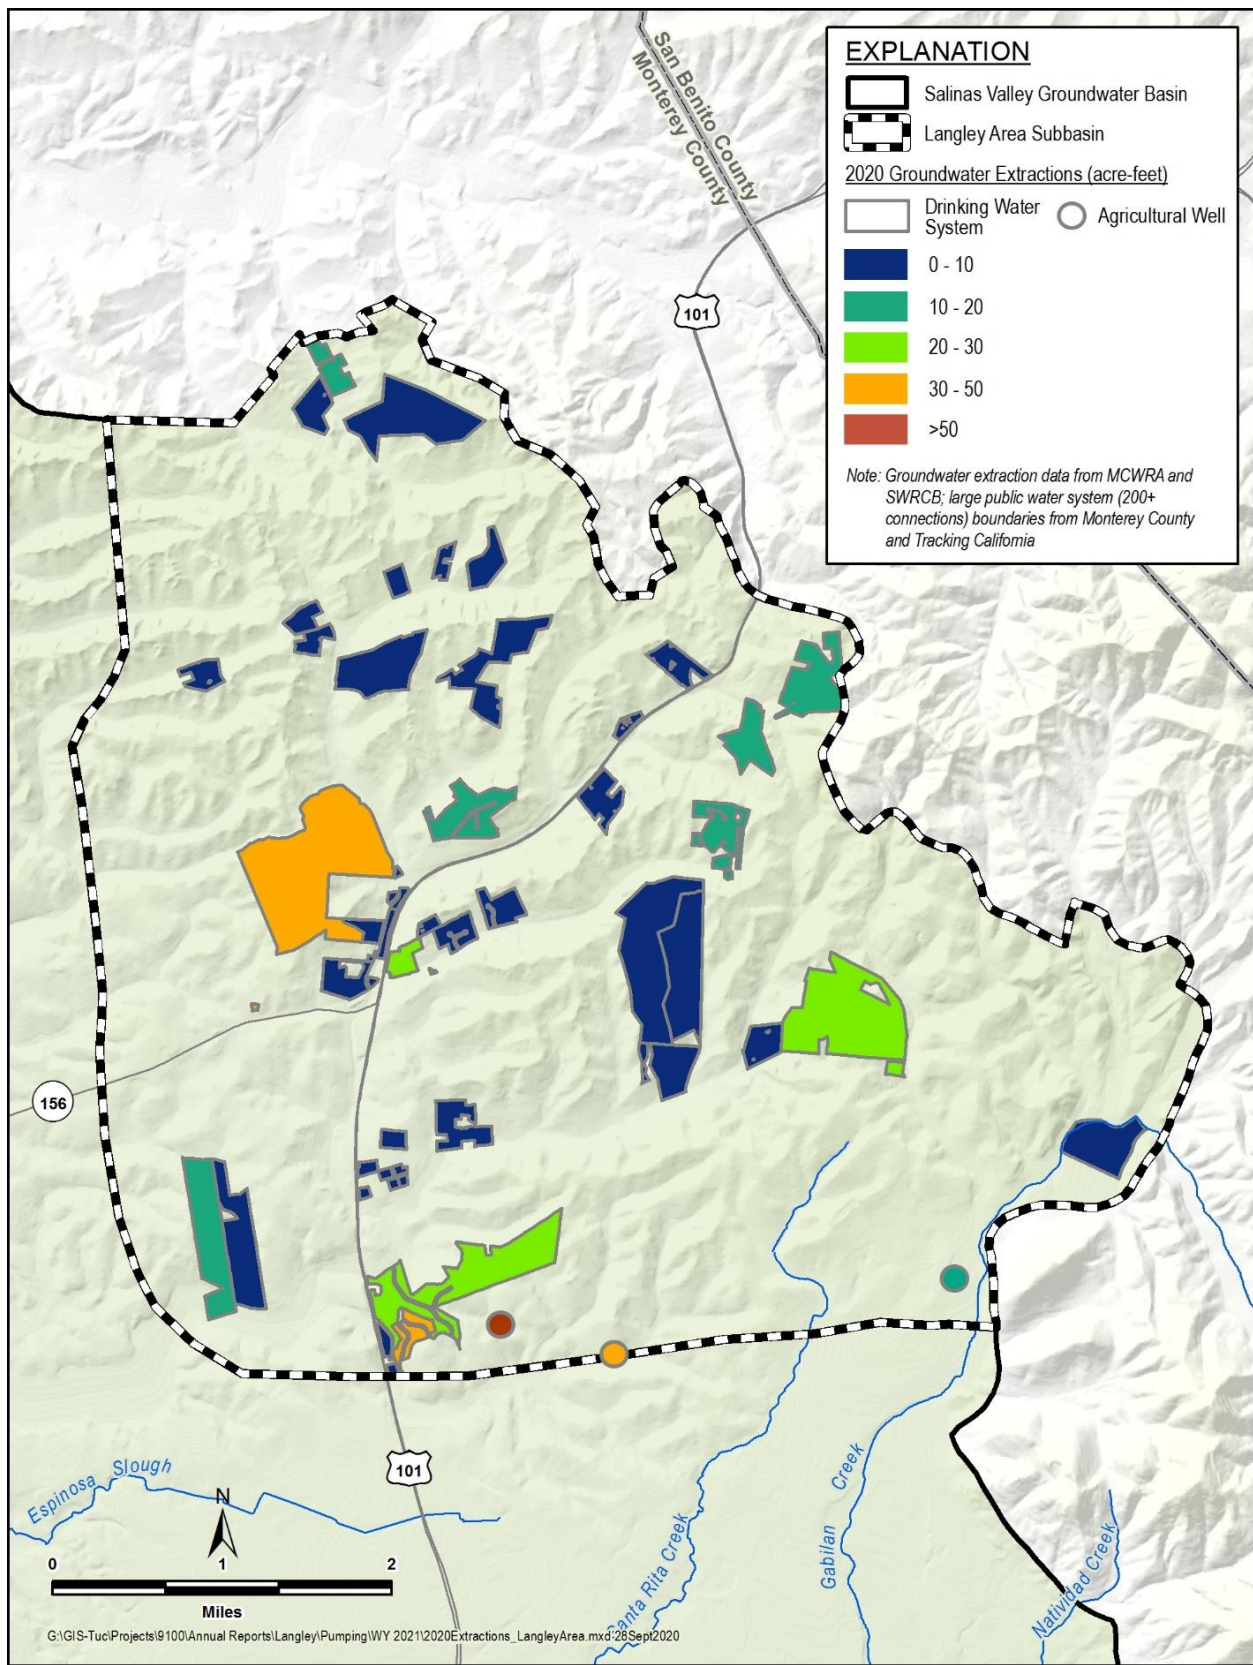 San Benito County
Monterey County
EXPLANATION
Salinas Valley Groundwater Basin
Langley Area Subbasin
2020 Groundwater Extractions (acre-feet)
Drinking Water
System
Agricultural Well
0 - 10
10 - 20
20 - 30
30 - 50
>50
Note: Groundwater extraction data from MCWRA and
SWRCB; large public water system (200+
connections) boundaries from Monterey County
and Tracking California
101
156
101
Espinosa Slough
Santa Rita Creek
Gabilan Creek
Natividad Creek
N
0 1 2
Miles
G:\GIS-Tuc\Projects\9100\Annual Reports\Langley\Pumping\WY 2021\2020Extractions_LangleyArea.mxd 28Sept2020